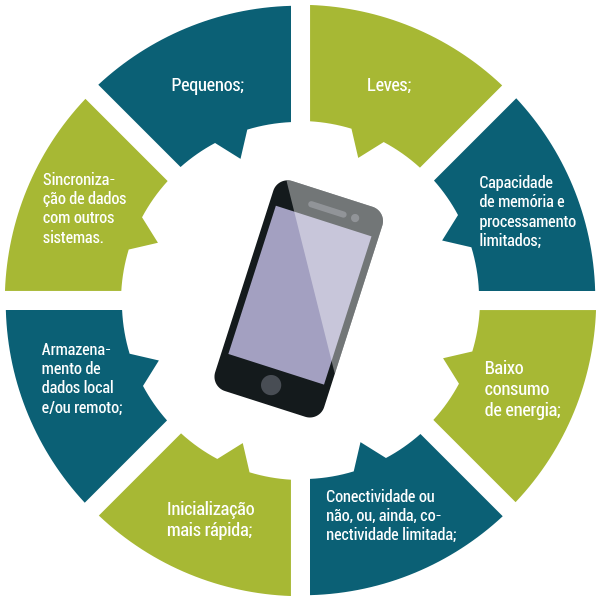 Pequenos;
Leves;
Capacidade
de memória e
processamento
limitados;
Baixo
consumo
de energia;
Conectividade ou
não, ou, ainda, co-
nectividade limitada;
Inicialização
mais rápida;
Armazena-
mento de
dados local
e/ou remoto;
Sincroniza-
ção de dados
com outros
sistemas.